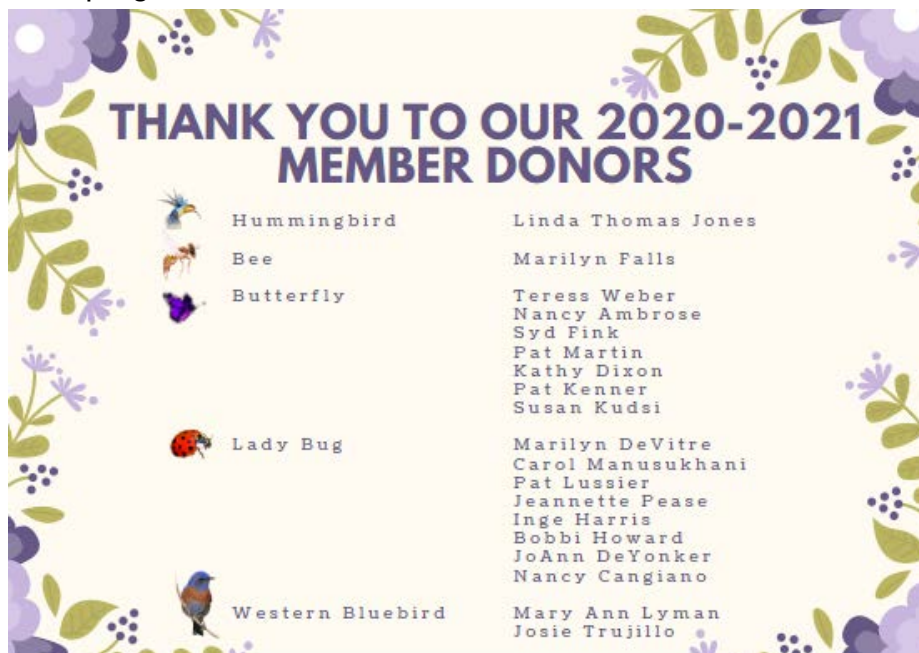 THANK YOU TO OUR 2020-2021
MEMBER DONORS
Hummingbird Linda Thomas Jones
Bee Marilyn Falls
Butterfly Teress Weber
Nancy Ambrose
Syd Fink
Pat Martin
Kathy Dixon
Pat Kenner
Susan Kudsi
Lady Bug Marilyn DeVitre
Carol Manusukhani
Pat Lussier
Jeannette Pease
Inge Harris
Bobbi Howard
JoAnn DeYonker
Nancy Cangiano
Western Bluebird Mary Ann Lyman
Josie Trujillo